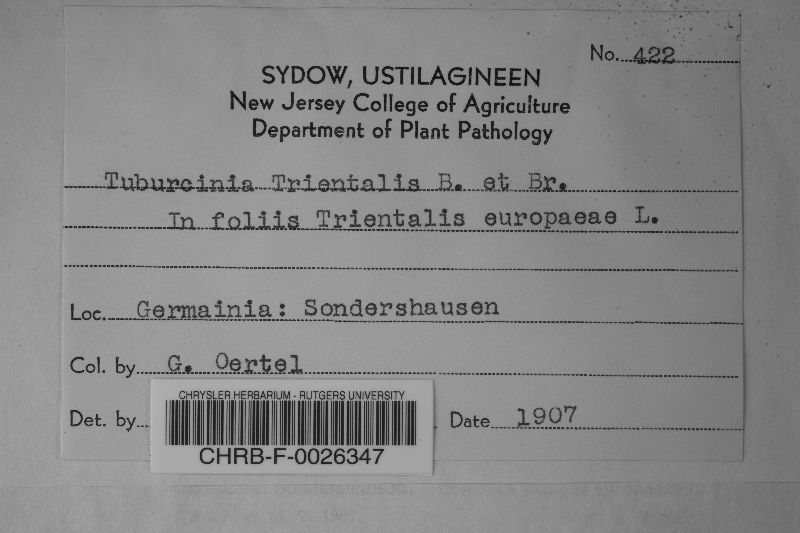 No. 422
SYDOW, USTILAGINEEN
New Jersey College of Agriculture
Department of Plant Pathology
Tuburcinia Trientalis B. et Br.
In foliis Trientalis europaeae L.
Loc. Germainia: Sondershausen
Col. by G. Oertel
Det. by
Date 1907
CHRYSLER HERBARIUM - RUTGERS UNIVERSITY
CHRB-F-0026347